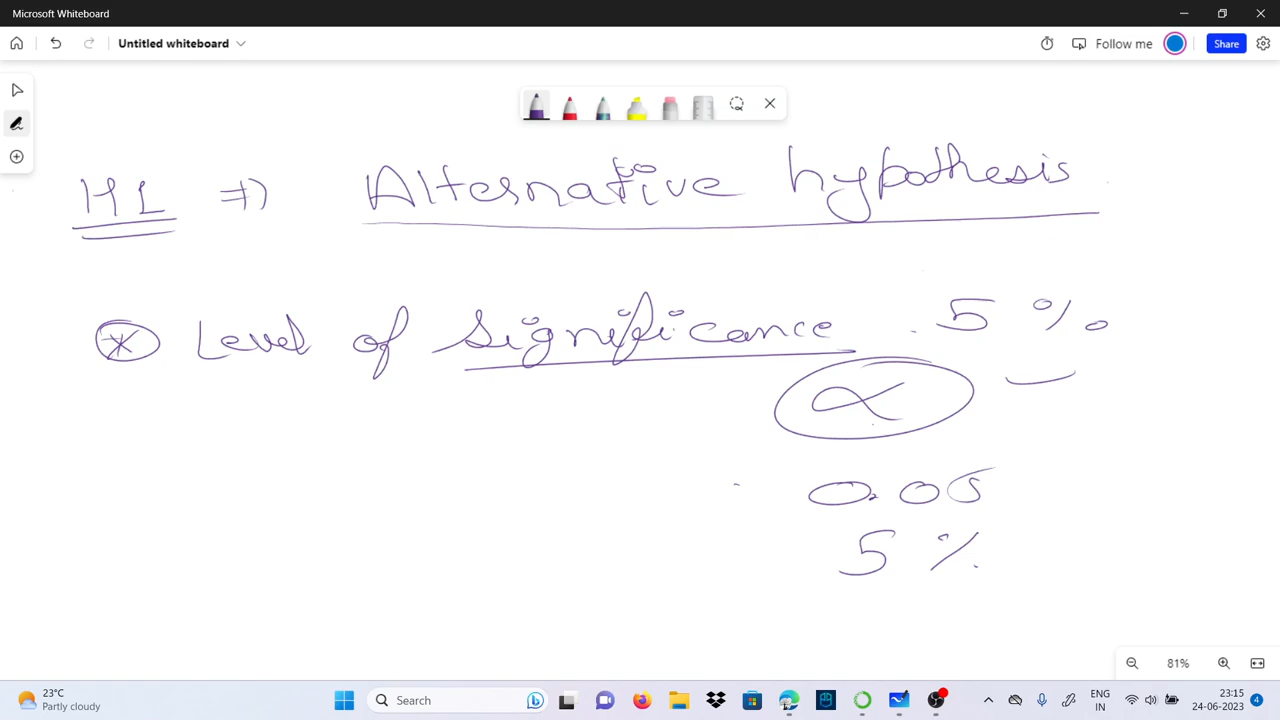 Microsoft Whiteboard
Untitled whiteboard
Follow me
Share
H1 ⇒ Alternative hypothesis
* Level of significance . 5 %
α
0.05
5 %
81%
23°C
Partly cloudy
Search
ENG
IN
23:15
24-06-2023
4